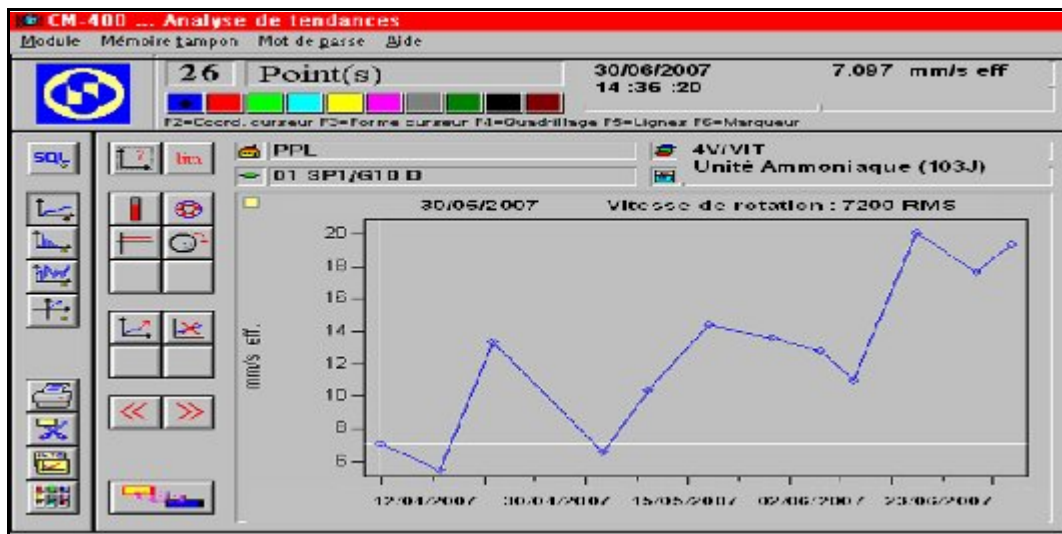 CM-400 ... Analyse de tendances
Module Mémoire tampon Mot de passe Aide
26 Point(s)
30/06/2007 7.097 mm/s eff
14 :36 :20
F2=Coord. curseur F3=Forme curseur F4=Quadrillage F5=Lignes F6=Marqueur
SQL
PPL
4V/VIT
01 SP1/G10 D
Unité Ammoniaque (103J)
30/06/2007 Vitesse de rotation : 7200 RMS
20
18
16
14
12
10
8
6
mm/s eff.
12/04/2007 30/04/2007 15/05/2007 02/06/2007 23/06/2007